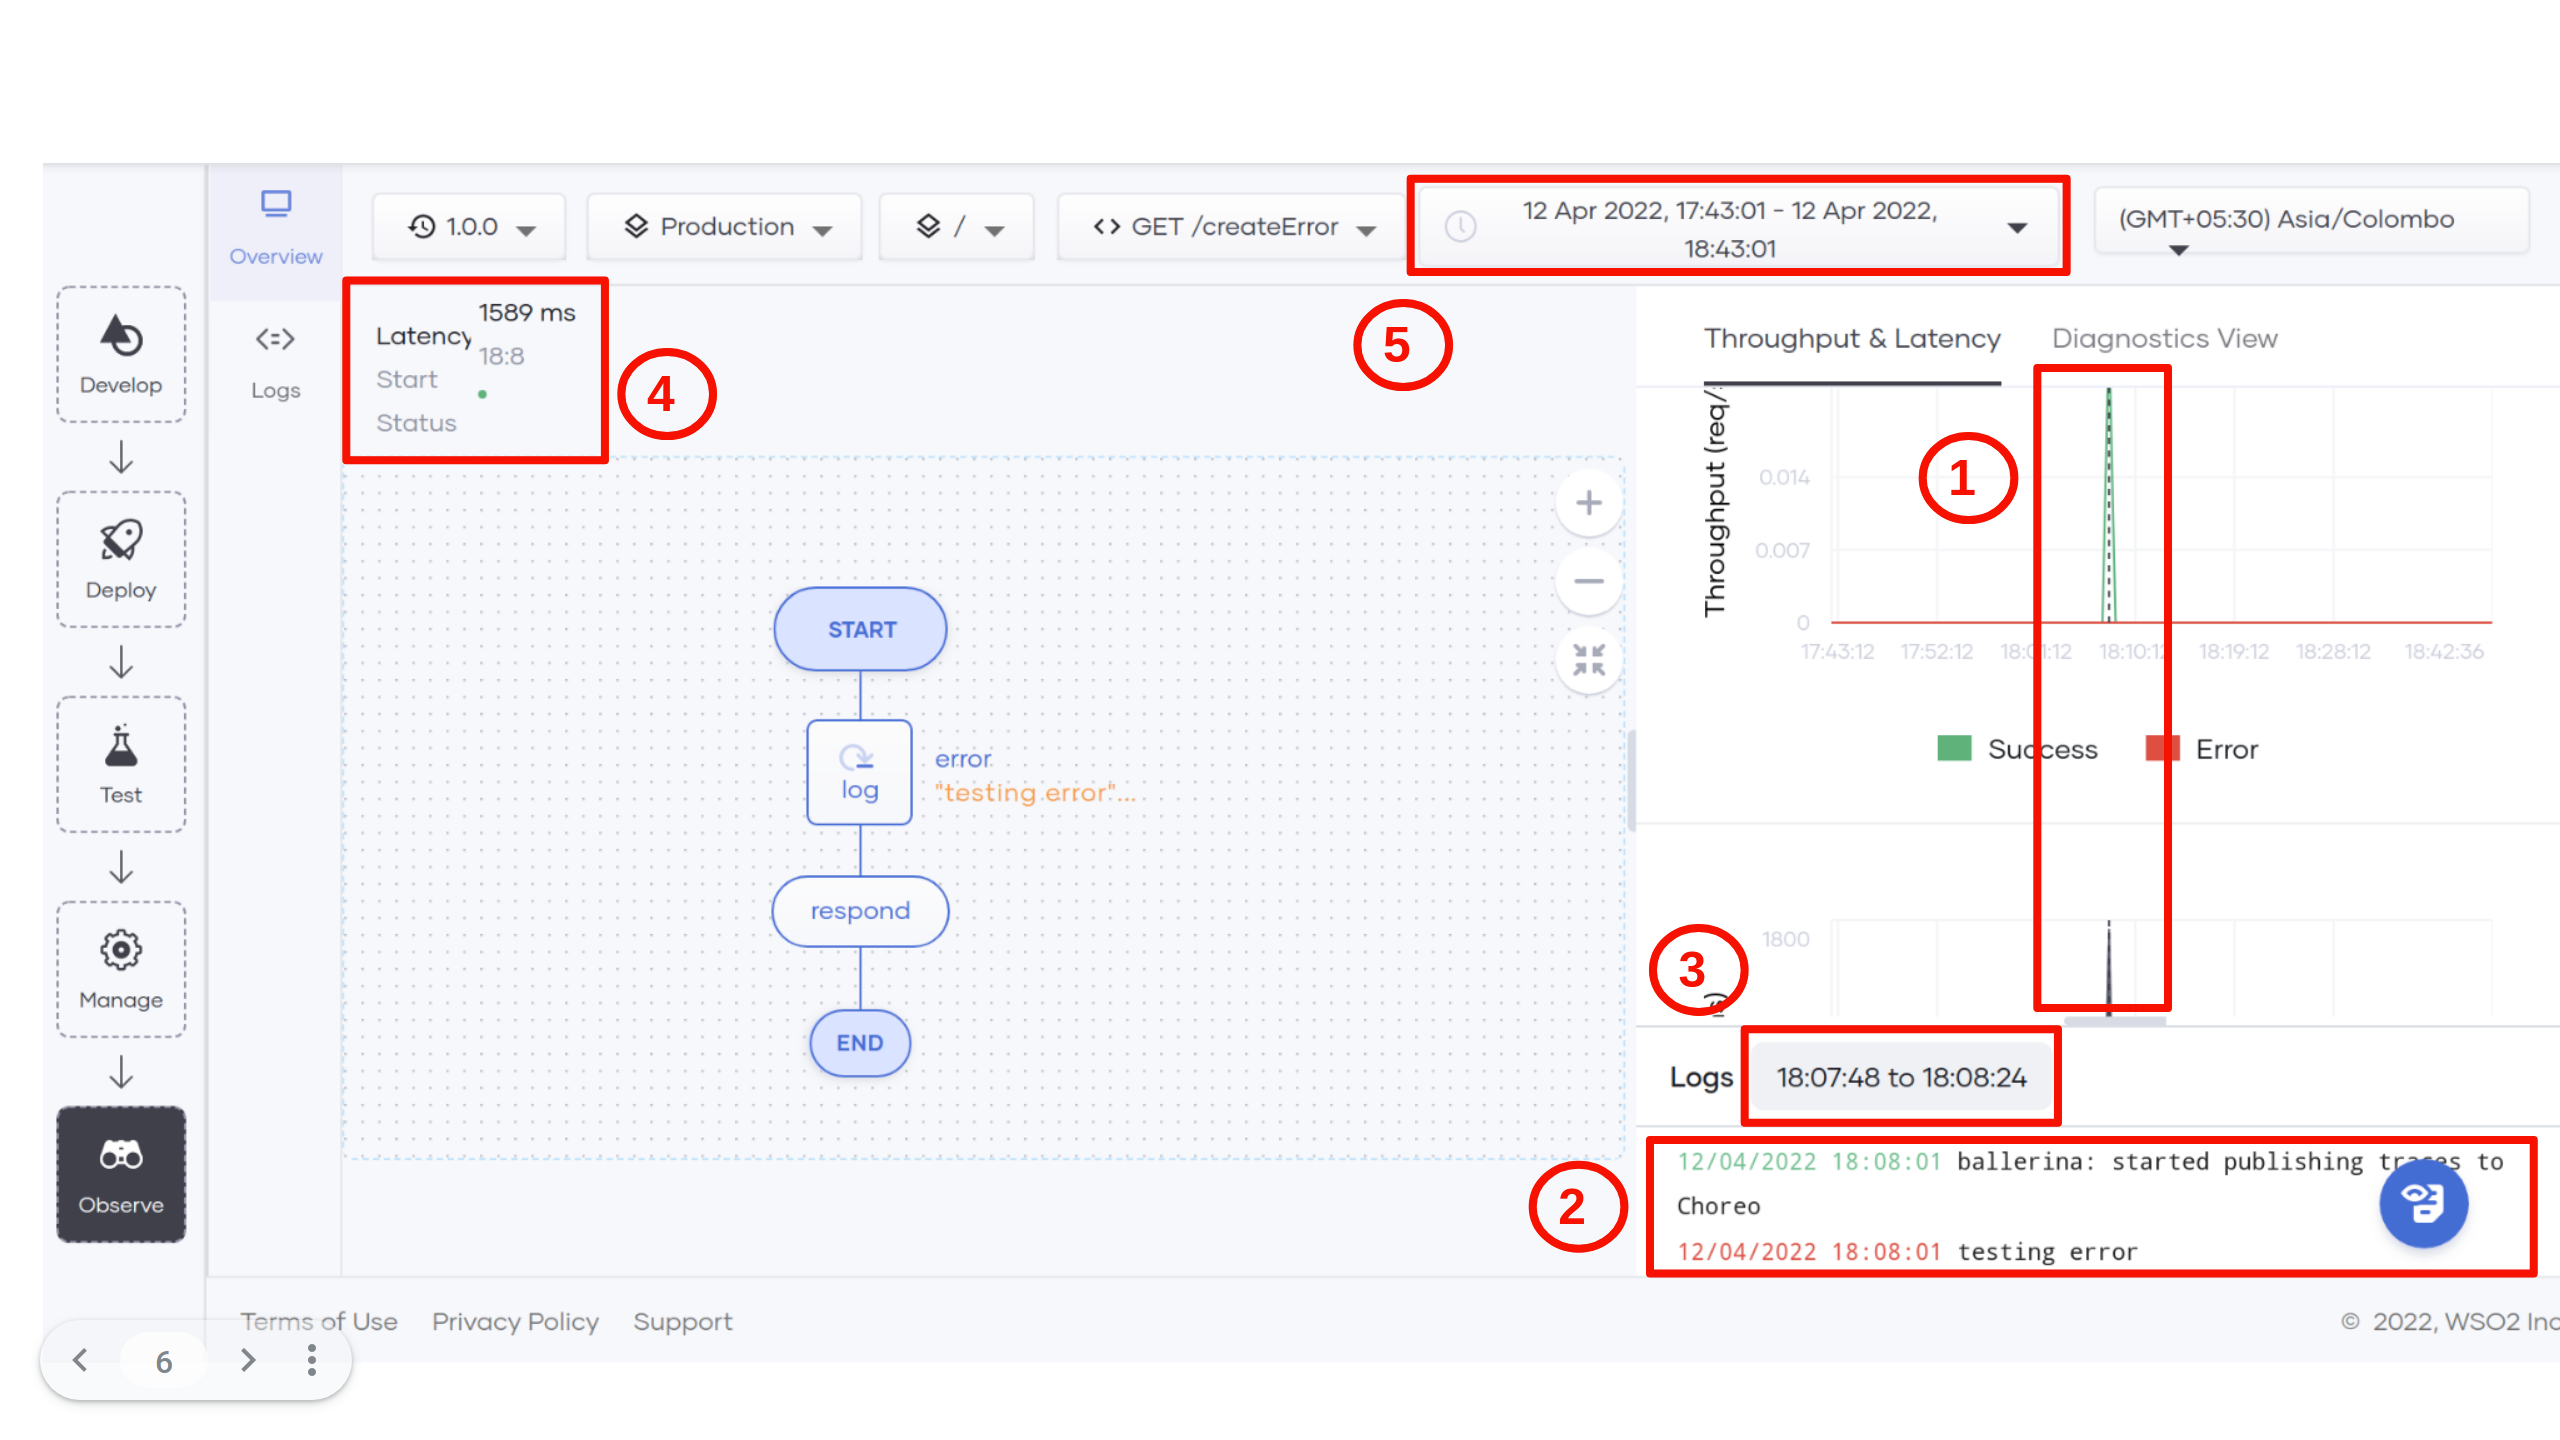 Overview
Logs
Develop
Deploy
Test
Manage
Observe
1.0.0
Production
/
<> GET /createError
12 Apr 2022, 17:43:01 - 12 Apr 2022,
18:43:01
(GMT+05:30) Asia/Colombo
5
Latency 1589 ms
Start 18:8
Status
4
START
log
error
"testing error"...
respond
END
Throughput & Latency
Diagnostics View
1
Throughput (req/
0.014
0.007
0
17:43:12 17:52:12 18:01:12 18:10:12 18:19:12 18:28:12 18:42:36
Success Error
3
1800
Logs 18:07:48 to 18:08:24
2
12/04/2022 18:08:01 ballerina: started publishing traces to
Choreo
12/04/2022 18:08:01 testing error
Terms of Use Privacy Policy Support
© 2022, WSO2 Inc
6